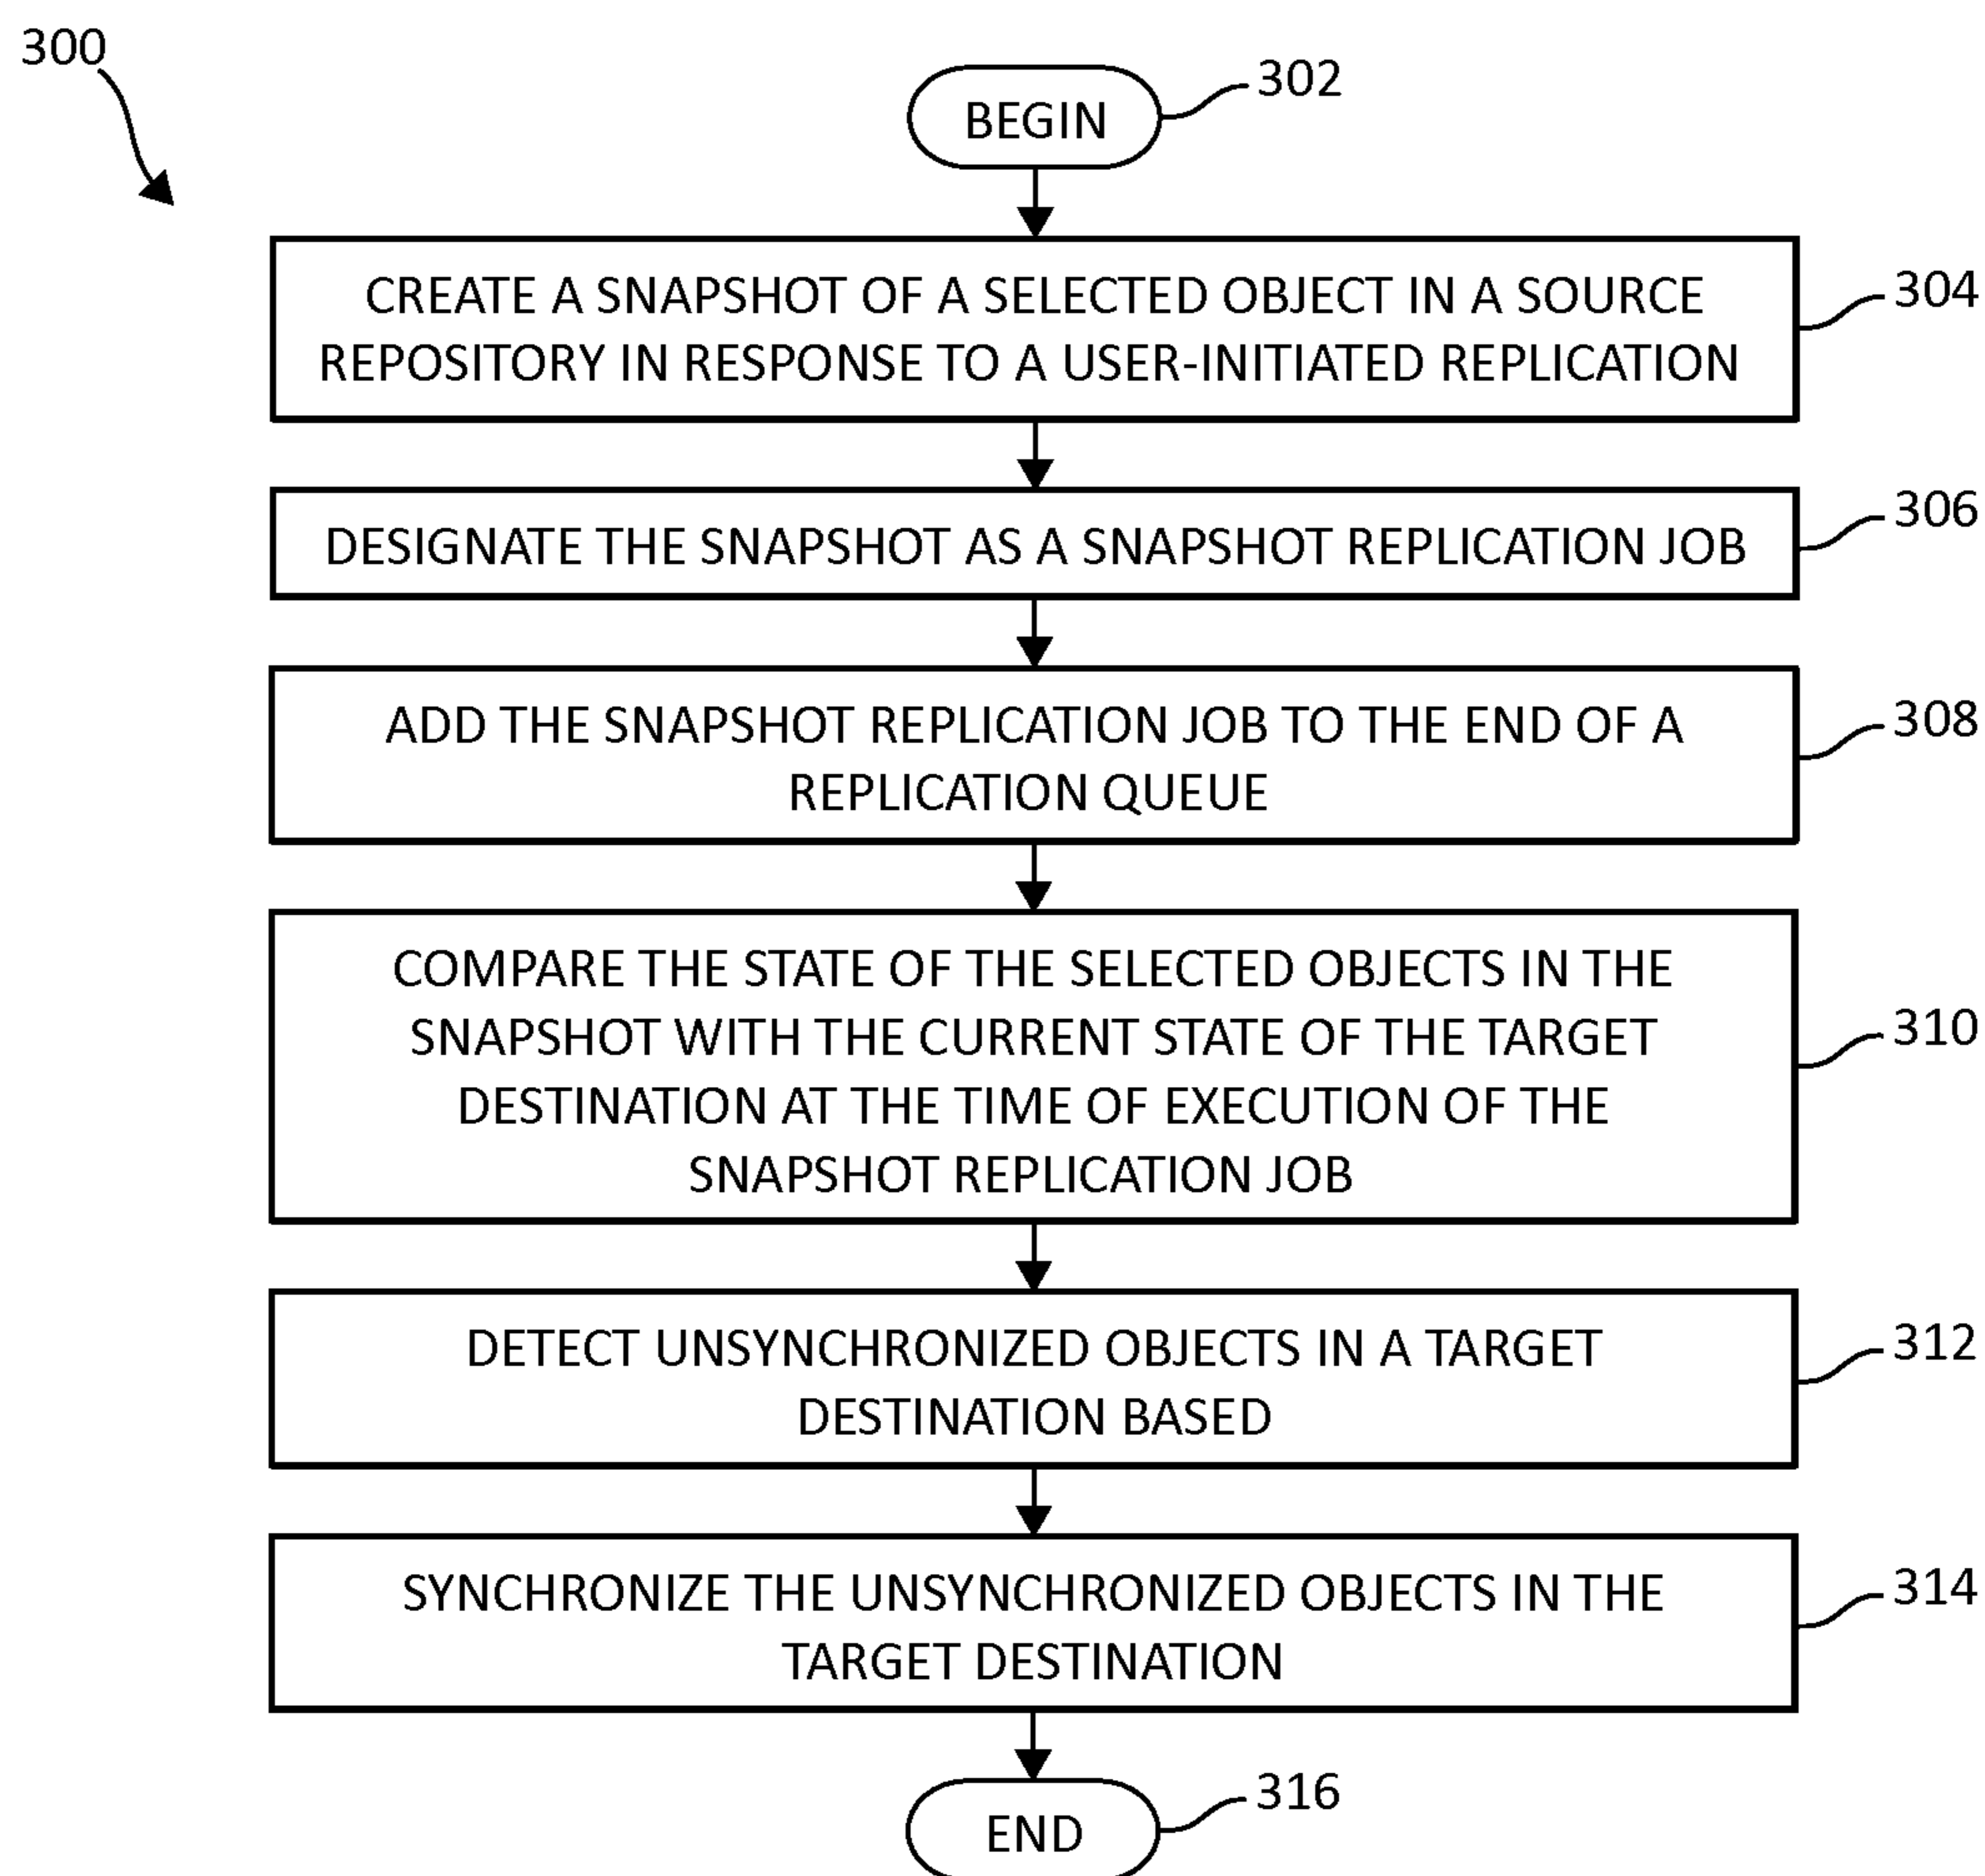 300
BEGIN
302
CREATE A SNAPSHOT OF A SELECTED OBJECT IN A SOURCE
REPOSITORY IN RESPONSE TO A USER-INITIATED REPLICATION
304
DESIGNATE THE SNAPSHOT AS A SNAPSHOT REPLICATION JOB
306
ADD THE SNAPSHOT REPLICATION JOB TO THE END OF A
REPLICATION QUEUE
308
COMPARE THE STATE OF THE SELECTED OBJECTS IN THE
SNAPSHOT WITH THE CURRENT STATE OF THE TARGET
DESTINATION AT THE TIME OF EXECUTION OF THE
SNAPSHOT REPLICATION JOB
310
DETECT UNSYNCHRONIZED OBJECTS IN A TARGET
DESTINATION BASED
312
SYNCHRONIZE THE UNSYNCHRONIZED OBJECTS IN THE
TARGET DESTINATION
314
END
316